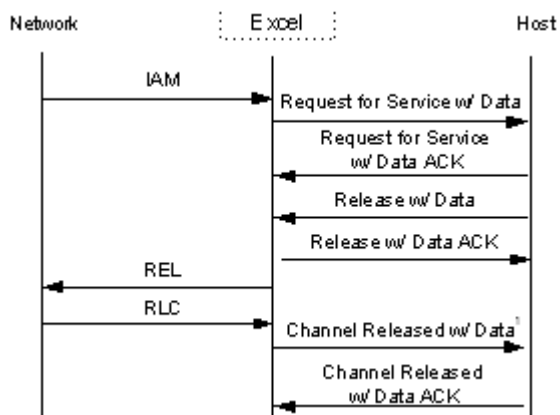 Network Excel Host
IAM
Request for Service w/ Data
Request for Service
w/ Data ACK
Release w/ Data
Release w/ Data ACK
REL
RLC
Channel Released w/ Data¹
Channel Released
w/ Data ACK